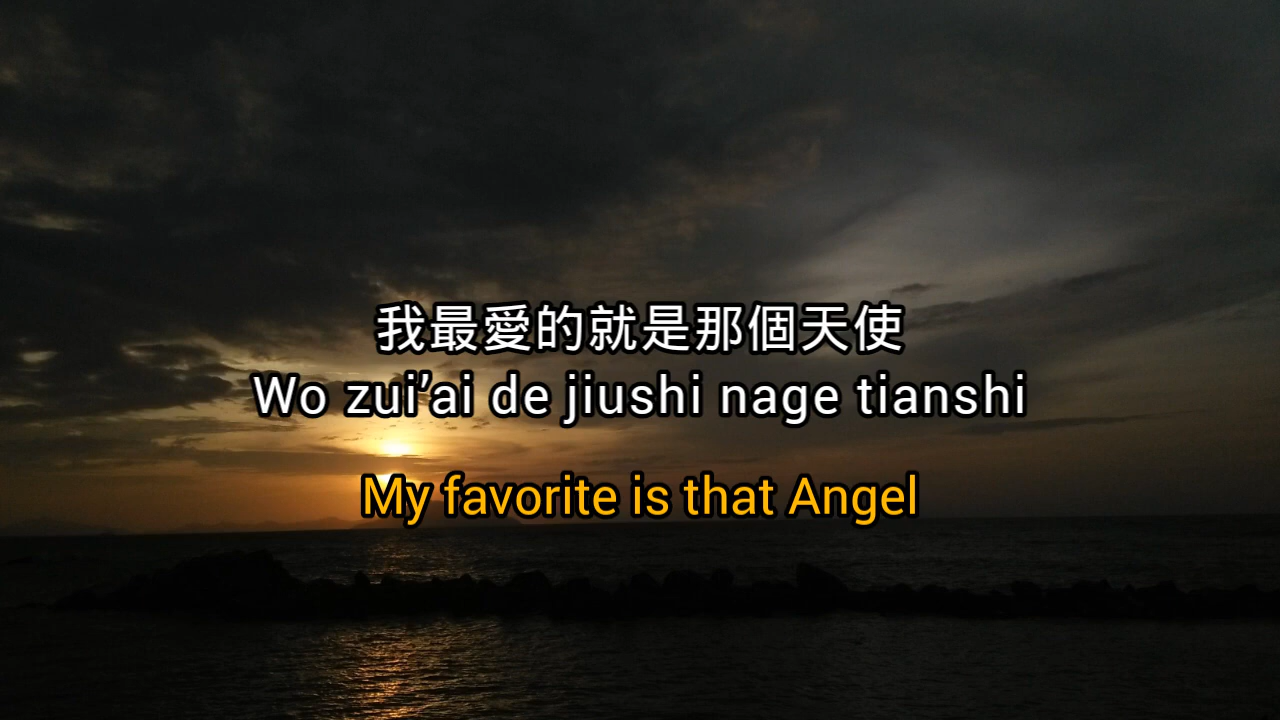 我最愛的就是那個天使
Wo zui’ai de jiushi nage tianshi
My favorite is that Angel